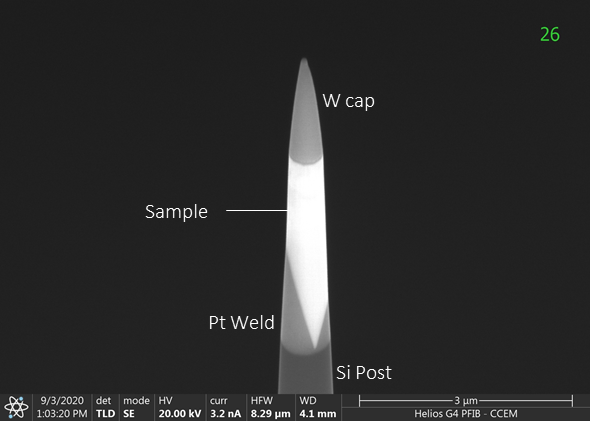 26
W cap
Sample
Pt Weld
Si Post
9/3/2020 det mode HV curr HFW WD
1:03:20 PM TLD SE 20.00 kV 3.2 nA 8.29 µm 4.1 mm
3 µm
Helios G4 PFIB - CCEM